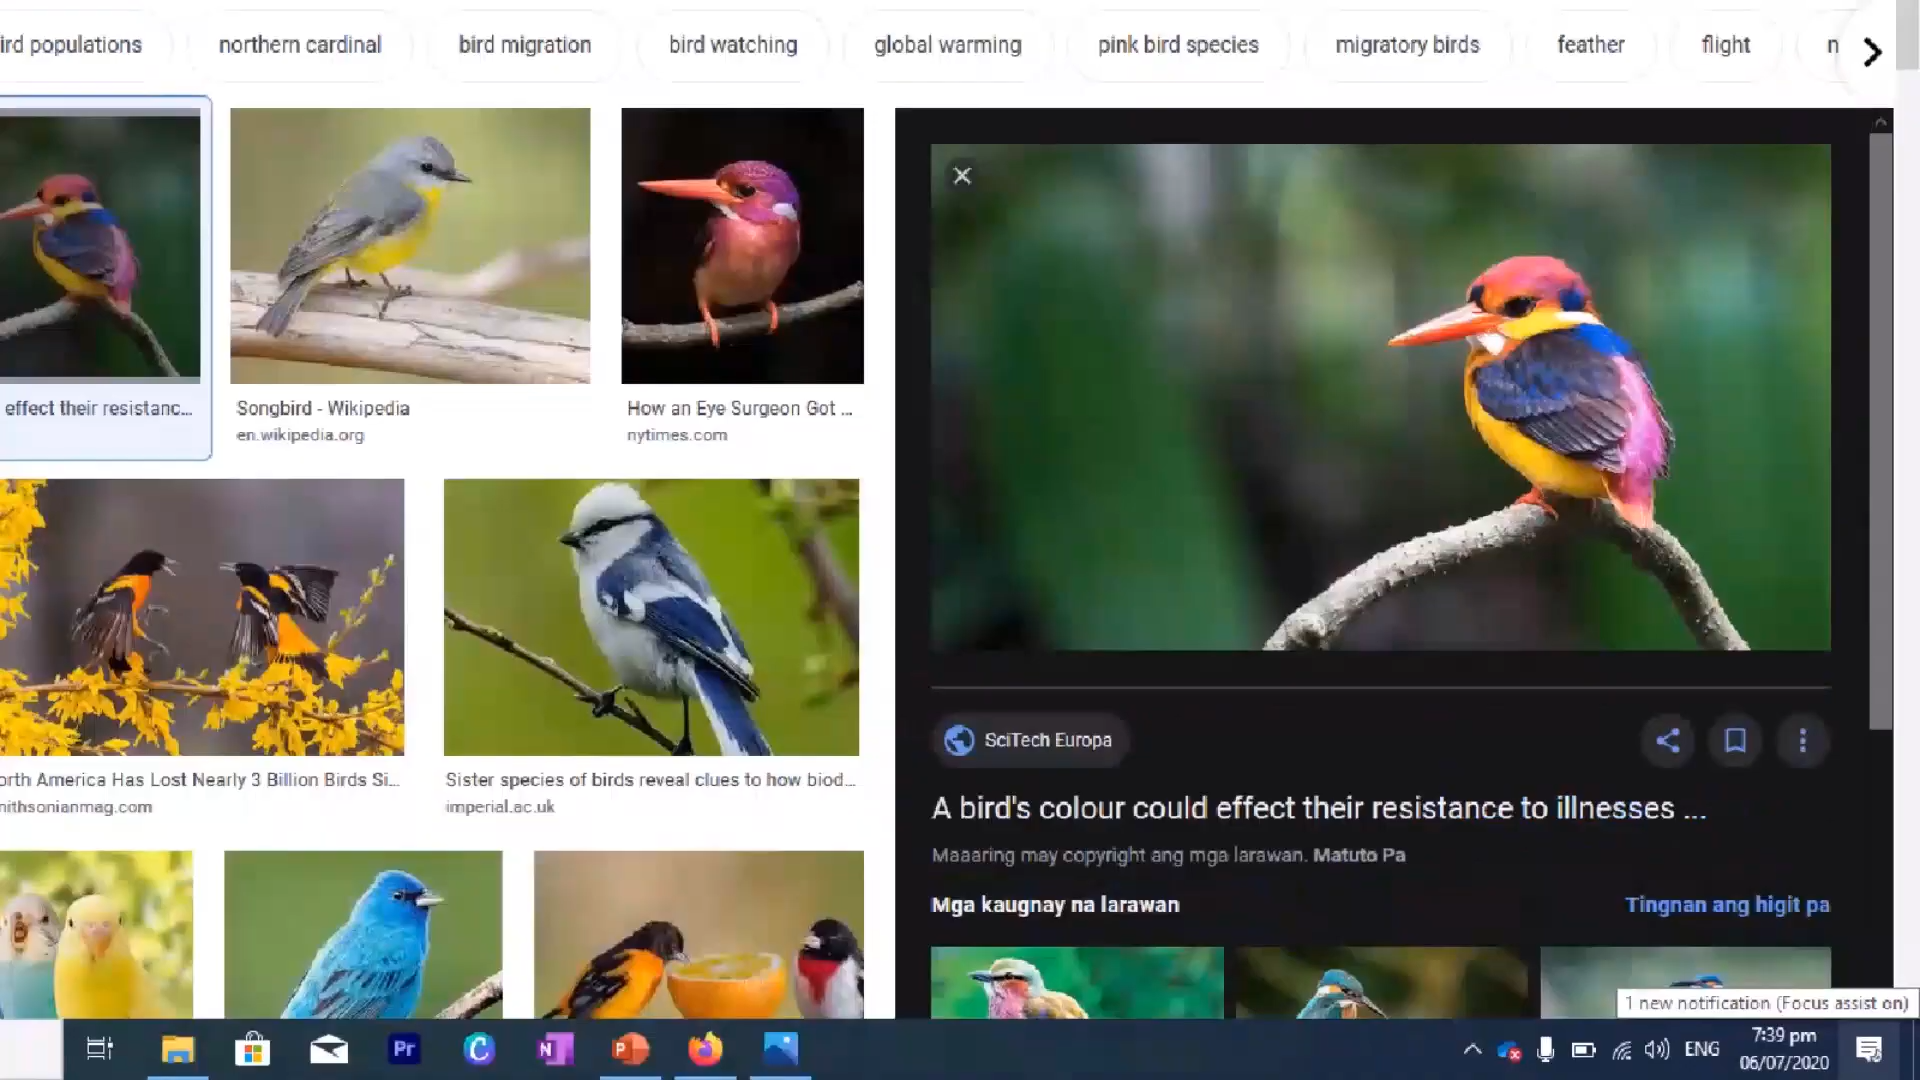 ird populations
northern cardinal
bird migration
bird watching
global warming
pink bird species
migratory birds
feather
flight
n
effect their resistanc...
Songbird - Wikipedia
en.wikipedia.org
How an Eye Surgeon Got ...
nytimes.com
orth America Has Lost Nearly 3 Billion Birds Si...
nithsonianmag.com
Sister species of birds reveal clues to how biod...
imperial.ac.uk
SciTech Europa
A bird's colour could effect their resistance to illnesses ...
Maaaring may copyright ang mga larawan. Matuto Pa
Mga kaugnay na larawan
Tingnan ang higit pa
1 new notification (Focus assist on)
Pr
C
N
P
ENG
7:39 pm
06/07/2020